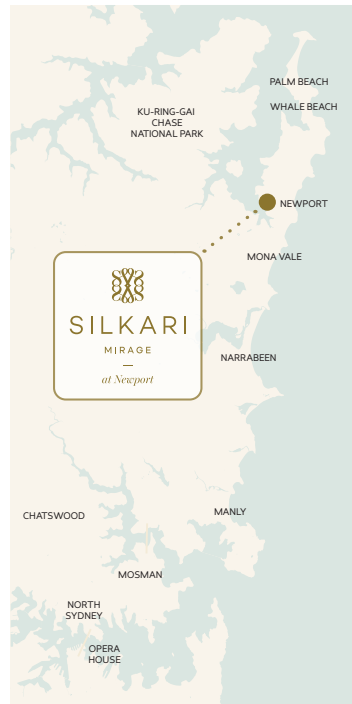 PALM BEACH
WHALE BEACH
KU-RING-GAI
CHASE
NATIONAL PARK
NEWPORT
MONA VALE
SILKARI
MIRAGE
at Newport
NARRABEEN
CHATSWOOD
MANLY
MOSMAN
NORTH
SYDNEY
OPERA
HOUSE